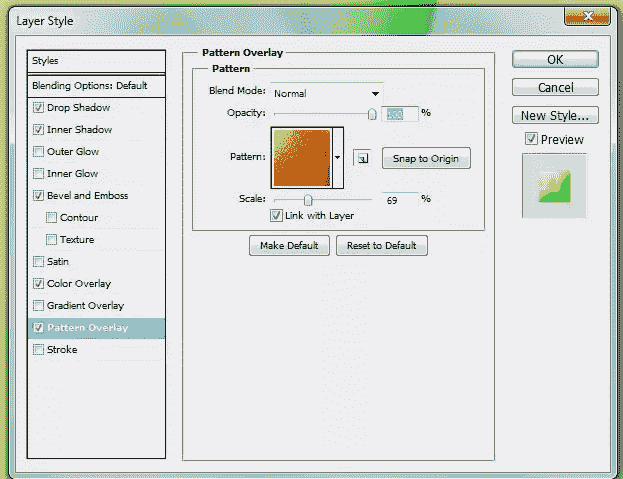 Layer Style
Styles
Blending Options: Default
Drop Shadow
Inner Shadow
Outer Glow
Inner Glow
Bevel and Emboss
Contour
Texture
Satin
Color Overlay
Gradient Overlay
Pattern Overlay
Stroke
Pattern Overlay
Pattern
Blend Mode: Normal
Opacity: %
Pattern: Snap to Origin
Scale: 69 %
Link with Layer
Make Default Reset to Default
OK
Cancel
New Style...
Preview